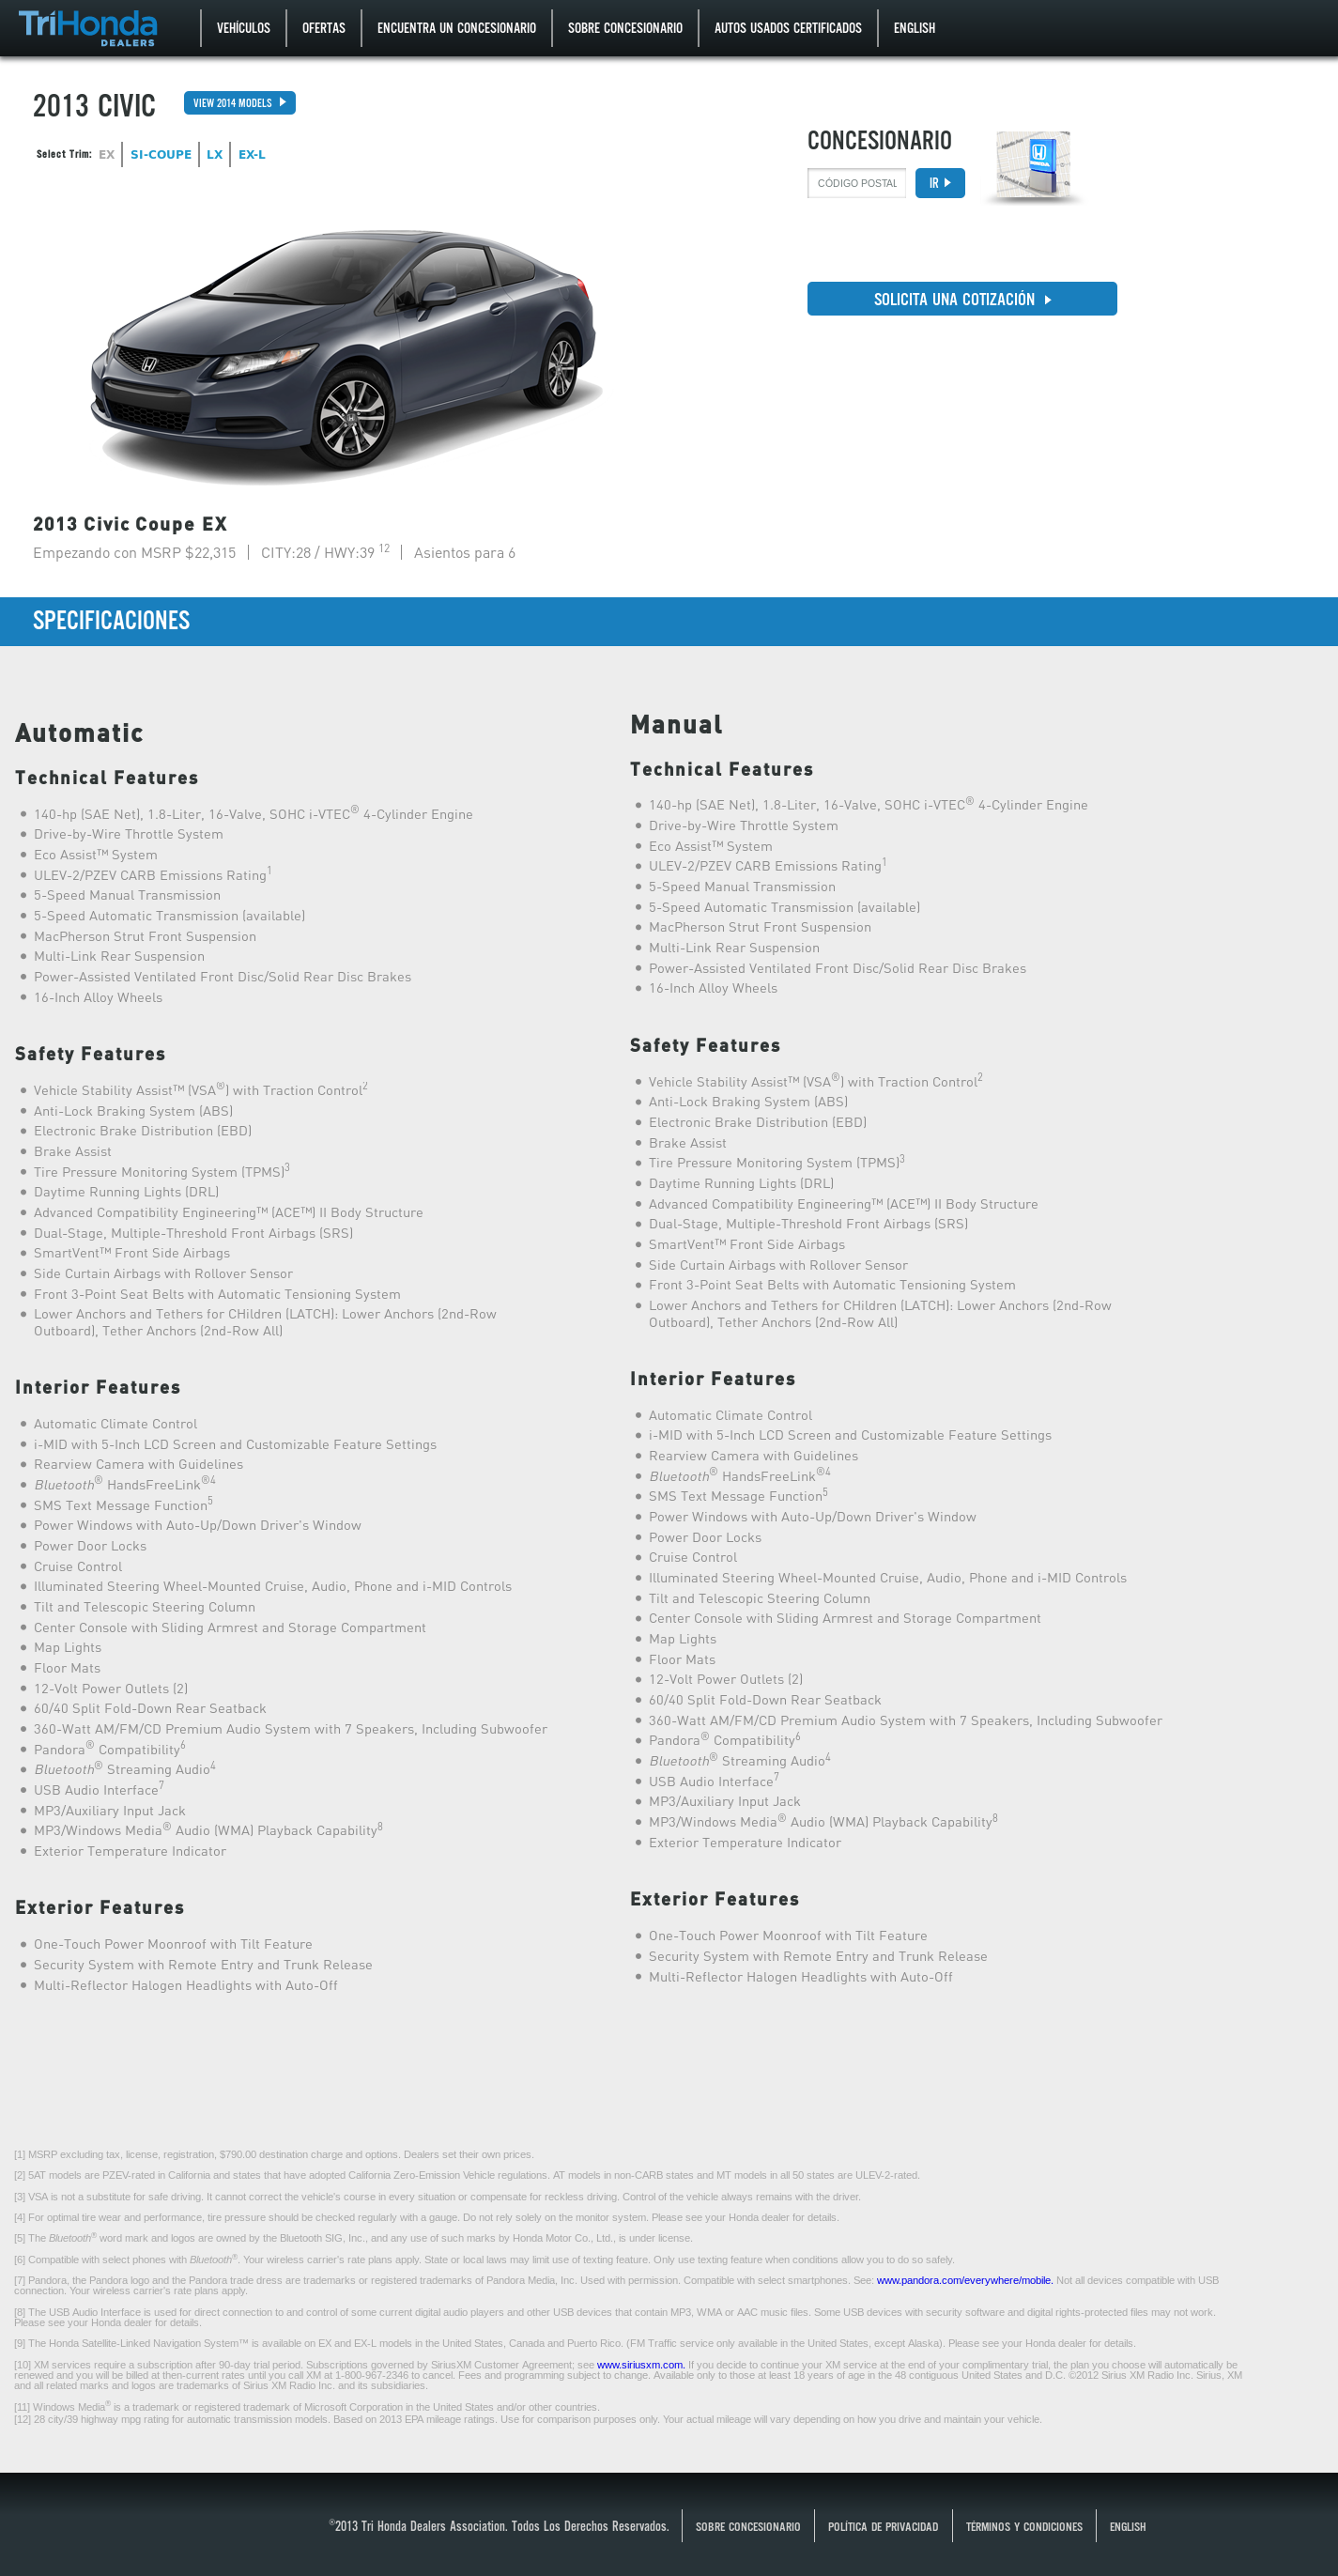 TriHonda
DEALERS
VEHÍCULOS
OFERTAS
ENCUENTRA UN CONCESIONARIO
SOBRE CONCESIONARIO
AUTOS USADOS CERTIFICADOS
ENGLISH
2013 CIVIC
VIEW 2014 MODELS
Select Trim: EX SI-COUPE LX EX-L
CONCESIONARIO
CÓDIGO POSTAL
IR
SOLICITA UNA COTIZACIÓN
2013 Civic Coupe EX
Empezando con MSRP $22,315 | CITY:28 / HWY:39 12 | Asientos para 6
SPECIFICACIONES
Automatic
Technical Features
140-hp (SAE Net), 1.8-Liter, 16-Valve, SOHC i-VTEC® 4-Cylinder Engine
Drive-by-Wire Throttle System
Eco Assist™ System
ULEV-2/PZEV CARB Emissions Rating1
5-Speed Manual Transmission
5-Speed Automatic Transmission (available)
MacPherson Strut Front Suspension
Multi-Link Rear Suspension
Power-Assisted Ventilated Front Disc/Solid Rear Disc Brakes
16-Inch Alloy Wheels
Safety Features
Vehicle Stability Assist™ (VSA®) with Traction Control2
Anti-Lock Braking System (ABS)
Electronic Brake Distribution (EBD)
Brake Assist
Tire Pressure Monitoring System (TPMS)3
Daytime Running Lights (DRL)
Advanced Compatibility Engineering™ (ACE™) II Body Structure
Dual-Stage, Multiple-Threshold Front Airbags (SRS)
SmartVent™ Front Side Airbags
Side Curtain Airbags with Rollover Sensor
Front 3-Point Seat Belts with Automatic Tensioning System
Lower Anchors and Tethers for CHildren (LATCH): Lower Anchors (2nd-Row
Outboard), Tether Anchors (2nd-Row All)
Interior Features
Automatic Climate Control
i-MID with 5-Inch LCD Screen and Customizable Feature Settings
Rearview Camera with Guidelines
Bluetooth® HandsFreeLink®4
SMS Text Message Function5
Power Windows with Auto-Up/Down Driver's Window
Power Door Locks
Cruise Control
Illuminated Steering Wheel-Mounted Cruise, Audio, Phone and i-MID Controls
Tilt and Telescopic Steering Column
Center Console with Sliding Armrest and Storage Compartment
Map Lights
Floor Mats
12-Volt Power Outlets (2)
60/40 Split Fold-Down Rear Seatback
360-Watt AM/FM/CD Premium Audio System with 7 Speakers, Including Subwoofer
Pandora® Compatibility6
Bluetooth® Streaming Audio4
USB Audio Interface7
MP3/Auxiliary Input Jack
MP3/Windows Media® Audio (WMA) Playback Capability8
Exterior Temperature Indicator
Exterior Features
One-Touch Power Moonroof with Tilt Feature
Security System with Remote Entry and Trunk Release
Multi-Reflector Halogen Headlights with Auto-Off
Manual
Technical Features
140-hp (SAE Net), 1.8-Liter, 16-Valve, SOHC i-VTEC® 4-Cylinder Engine
Drive-by-Wire Throttle System
Eco Assist™ System
ULEV-2/PZEV CARB Emissions Rating1
5-Speed Manual Transmission
5-Speed Automatic Transmission (available)
MacPherson Strut Front Suspension
Multi-Link Rear Suspension
Power-Assisted Ventilated Front Disc/Solid Rear Disc Brakes
16-Inch Alloy Wheels
Safety Features
Vehicle Stability Assist™ (VSA®) with Traction Control2
Anti-Lock Braking System (ABS)
Electronic Brake Distribution (EBD)
Brake Assist
Tire Pressure Monitoring System (TPMS)3
Daytime Running Lights (DRL)
Advanced Compatibility Engineering™ (ACE™) II Body Structure
Dual-Stage, Multiple-Threshold Front Airbags (SRS)
SmartVent™ Front Side Airbags
Side Curtain Airbags with Rollover Sensor
Front 3-Point Seat Belts with Automatic Tensioning System
Lower Anchors and Tethers for CHildren (LATCH): Lower Anchors (2nd-Row
Outboard), Tether Anchors (2nd-Row All)
Interior Features
Automatic Climate Control
i-MID with 5-Inch LCD Screen and Customizable Feature Settings
Rearview Camera with Guidelines
Bluetooth® HandsFreeLink®4
SMS Text Message Function5
Power Windows with Auto-Up/Down Driver's Window
Power Door Locks
Cruise Control
Illuminated Steering Wheel-Mounted Cruise, Audio, Phone and i-MID Controls
Tilt and Telescopic Steering Column
Center Console with Sliding Armrest and Storage Compartment
Map Lights
Floor Mats
12-Volt Power Outlets (2)
60/40 Split Fold-Down Rear Seatback
360-Watt AM/FM/CD Premium Audio System with 7 Speakers, Including Subwoofer
Pandora® Compatibility6
Bluetooth® Streaming Audio4
USB Audio Interface7
MP3/Auxiliary Input Jack
MP3/Windows Media® Audio (WMA) Playback Capability8
Exterior Temperature Indicator
Exterior Features
One-Touch Power Moonroof with Tilt Feature
Security System with Remote Entry and Trunk Release
Multi-Reflector Halogen Headlights with Auto-Off
[1] MSRP excluding tax, license, registration, $790.00 destination charge and options. Dealers set their own prices.
[2] 5AT models are PZEV-rated in California and states that have adopted California Zero-Emission Vehicle regulations. AT models in non-CARB states and MT models in all 50 states are ULEV-2-rated.
[3] VSA is not a substitute for safe driving. It cannot correct the vehicle's course in every situation or compensate for reckless driving. Control of the vehicle always remains with the driver.
[4] For optimal tire wear and performance, tire pressure should be checked regularly with a gauge. Do not rely solely on the monitor system. Please see your Honda dealer for details.
[5] The Bluetooth® word mark and logos are owned by the Bluetooth SIG, Inc., and any use of such marks by Honda Motor Co., Ltd., is under license.
[6] Compatible with select phones with Bluetooth®. Your wireless carrier's rate plans apply. State or local laws may limit use of texting feature. Only use texting feature when conditions allow you to do so safely.
[7] Pandora, the Pandora logo and the Pandora trade dress are trademarks or registered trademarks of Pandora Media, Inc. Used with permission. Compatible with select smartphones. See: www.pandora.com/everywhere/mobile. Not all devices compatible with USB
connection. Your wireless carrier's rate plans apply.
[8] The USB Audio Interface is used for direct connection to and control of some current digital audio players and other USB devices that contain MP3, WMA or AAC music files. Some USB devices with security software and digital rights-protected files may not work.
Please see your Honda dealer for details.
[9] The Honda Satellite-Linked Navigation System™ is available on EX and EX-L models in the United States, Canada and Puerto Rico. (FM Traffic service only available in the United States, except Alaska). Please see your Honda dealer for details.
[10] XM services require a subscription after 90-day trial period. Subscriptions governed by SiriusXM Customer Agreement; see www.siriusxm.com. If you decide to continue your XM service at the end of your complimentary trial, the plan you choose will automatically be
renewed and you will be billed at then-current rates until you call XM at 1-800-967-2346 to cancel. Fees and programming subject to change. Available only to those at least 18 years of age in the 48 contiguous United States and D.C. ©2012 Sirius XM Radio Inc. Sirius, XM
and all related marks and logos are trademarks of Sirius XM Radio Inc. and its subsidiaries.
[11] Windows Media® is a trademark or registered trademark of Microsoft Corporation in the United States and/or other countries.
[12] 28 city/39 highway mpg rating for automatic transmission models. Based on 2013 EPA mileage ratings. Use for comparison purposes only. Your actual mileage will vary depending on how you drive and maintain your vehicle.
®2013 Tri Honda Dealers Association. Todos Los Derechos Reservados.
SOBRE CONCESIONARIO
POLÍTICA DE PRIVACIDAD
TÉRMINOS Y CONDICIONES
ENGLISH